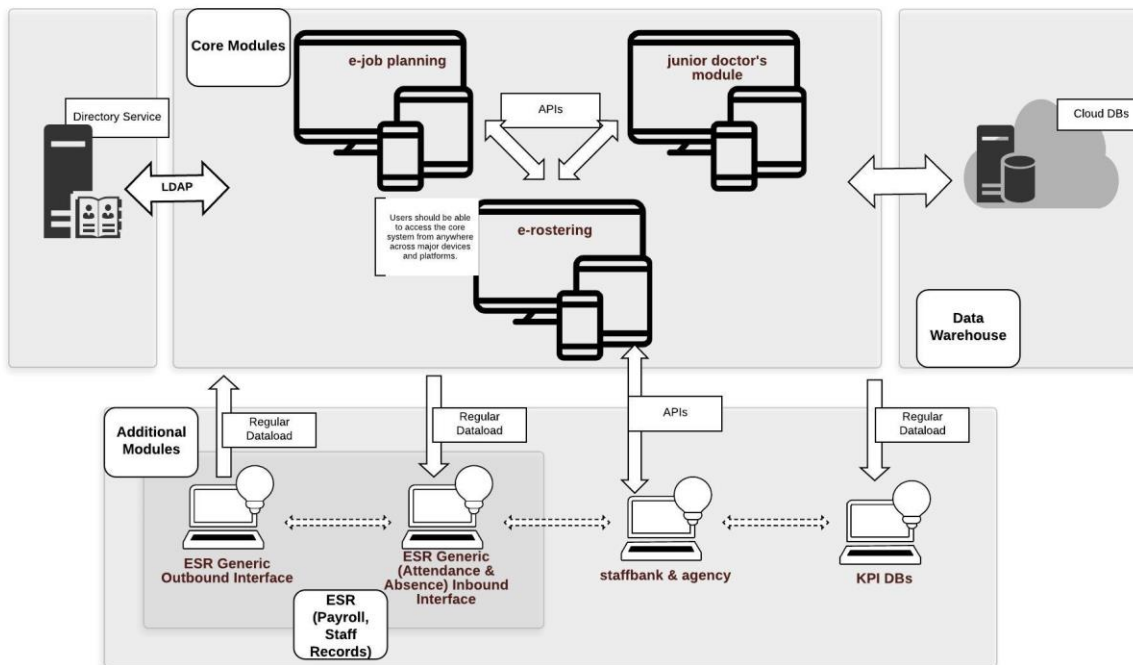 Core Modules
e-job planning
junior doctor's
module
Directory Service
APIs
Cloud DBs
LDAP
Users should be able
to access the core
system from anywhere
across major devices
and platforms.
e-rostering
Data
Warehouse
Additional
Modules
Regular
Dataload
Regular
Dataload
APIs
Regular
Dataload
ESR Generic
Outbound Interface
ESR Generic
(Attendance &
Absence) Inbound
Interface
staffbank & agency
KPI DBs
ESR
(Payroll,
Staff
Records)